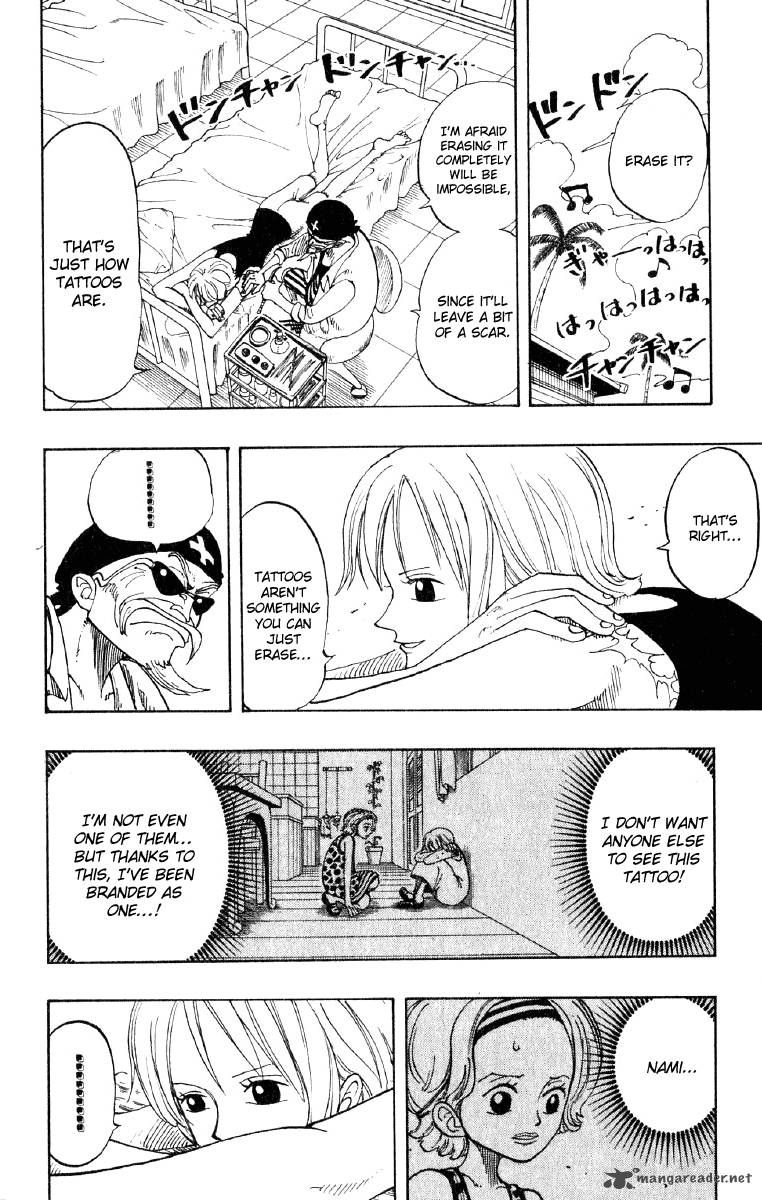 ERASE IT?
ドンドン
ぎゃーっはっはっ
はっはっはっはっ
チャンチャン
I'M AFRAID
ERASING IT
COMPLETELY
WILL BE
IMPOSSIBLE,
SINCE IT'LL
LEAVE A BIT
OF A SCAR.
ドンチャンドンチャン...
THAT'S
JUST HOW
TATTOOS
ARE.
THAT'S
RIGHT...
TATTOOS
AREN'T
SOMETHING
YOU CAN
JUST
ERASE...
I DON'T WANT
ANYONE ELSE
TO SEE THIS
TATTOO!
I'M NOT EVEN
ONE OF THEM...
BUT THANKS TO
THIS, I'VE BEEN
BRANDED AS
ONE...!
NAMI...
mangareader.net